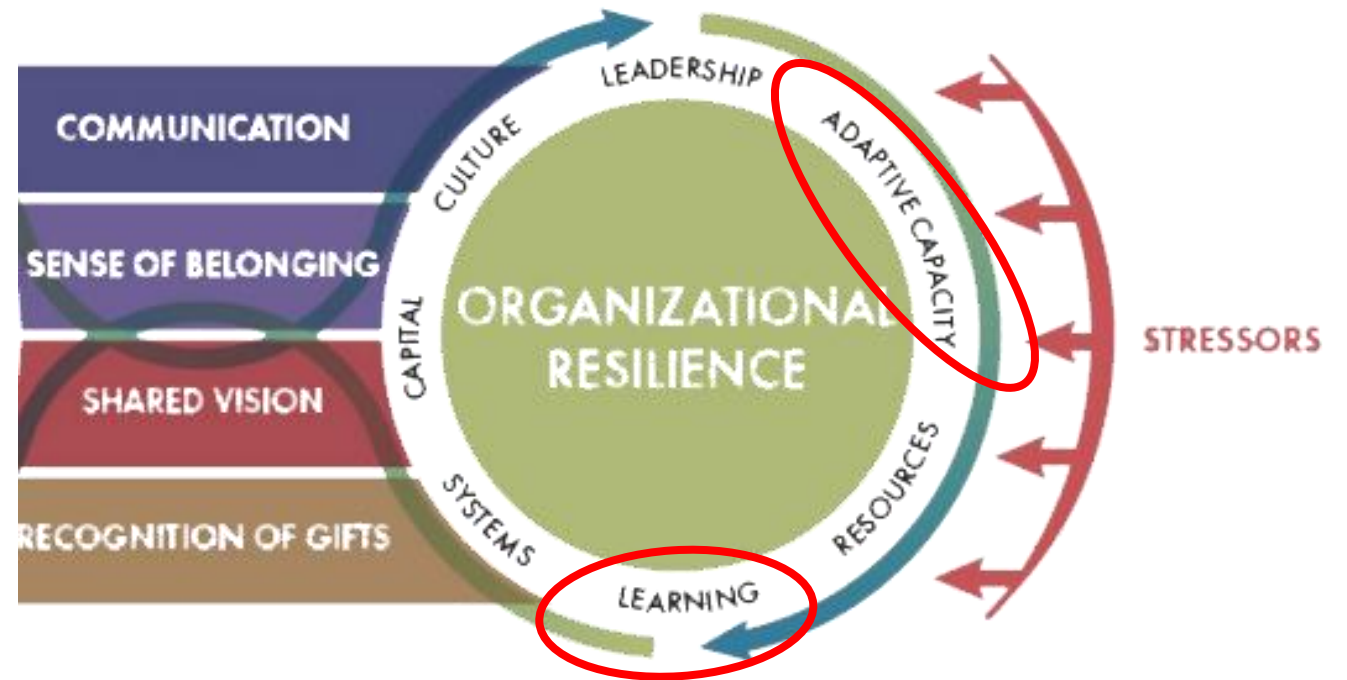 COMMUNICATION
SENSE OF BELONGING
SHARED VISION
RECOGNITION OF GIFTS
CAPITAL
CULTURE
LEADERSHIP
ADAPTIVE CAPACITY
RESOURCES
LEARNING
SYSTEMS
ORGANIZATIONAL
RESILIENCE
STRESSORS